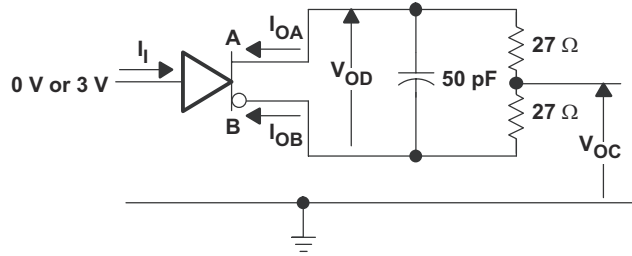 A
I_OA
I_I
27 Ω
0 V or 3 V
V_OD
50 pF
B
I_OB
27 Ω
V_OC